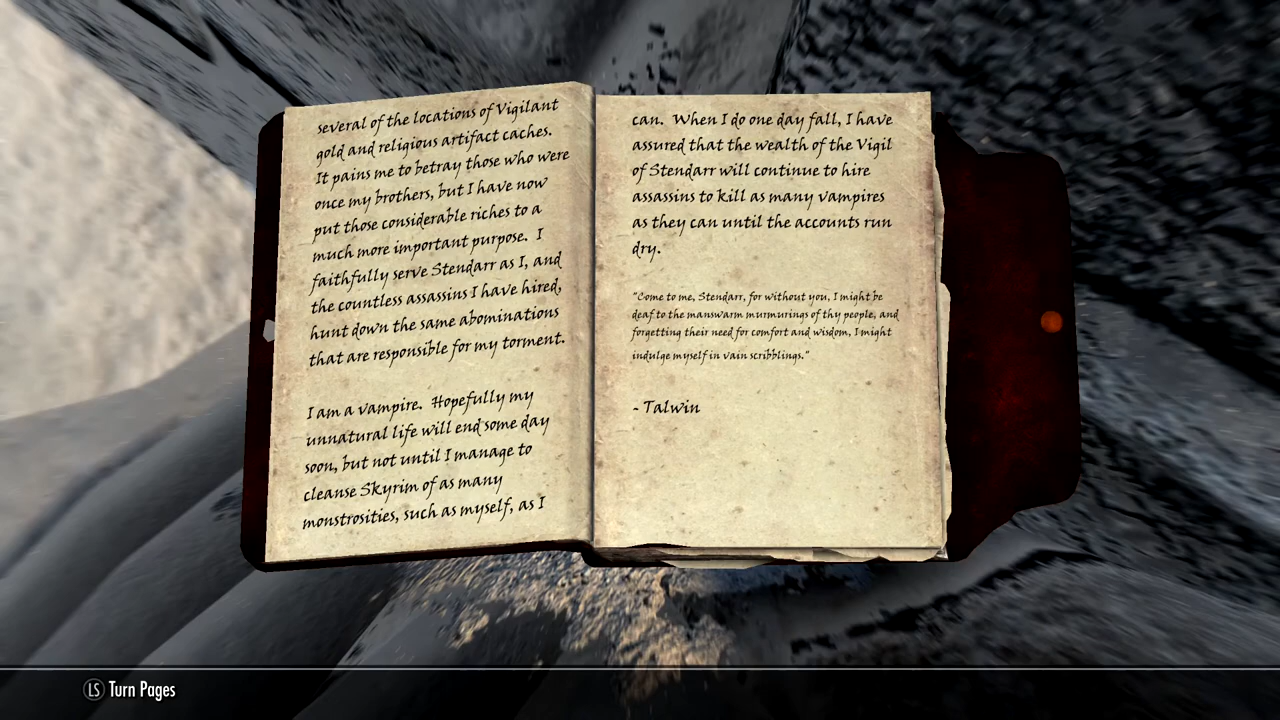 several of the locations of Vigilant
gold and religious artifact caches.
It pains me to betray those who were
once my brothers, but I have now
put those considerable riches to a
much more important purpose.  I
faithfully serve Stendarr as I, and
the countless assassins I have hired,
hunt down the same abominations
that are responsible for my torment.
I am a vampire.  Hopefully my
unnatural life will end some day
soon, but not until I manage to
cleanse Skyrim of as many
monstrosities, such as myself, as I
can.  When I do one day fall, I have
assured that the wealth of the Vigil
of Stendarr will continue to hire
assassins to kill as many vampires
as they can until the accounts run
dry.
"Come to me, Stendarr, for without you, I might be
deaf to the manswarm murmurings of thy people, and
forgetting their need for comfort and wisdom, I might
indulge myself in vain scribblings."
- Talwin
LS Turn Pages